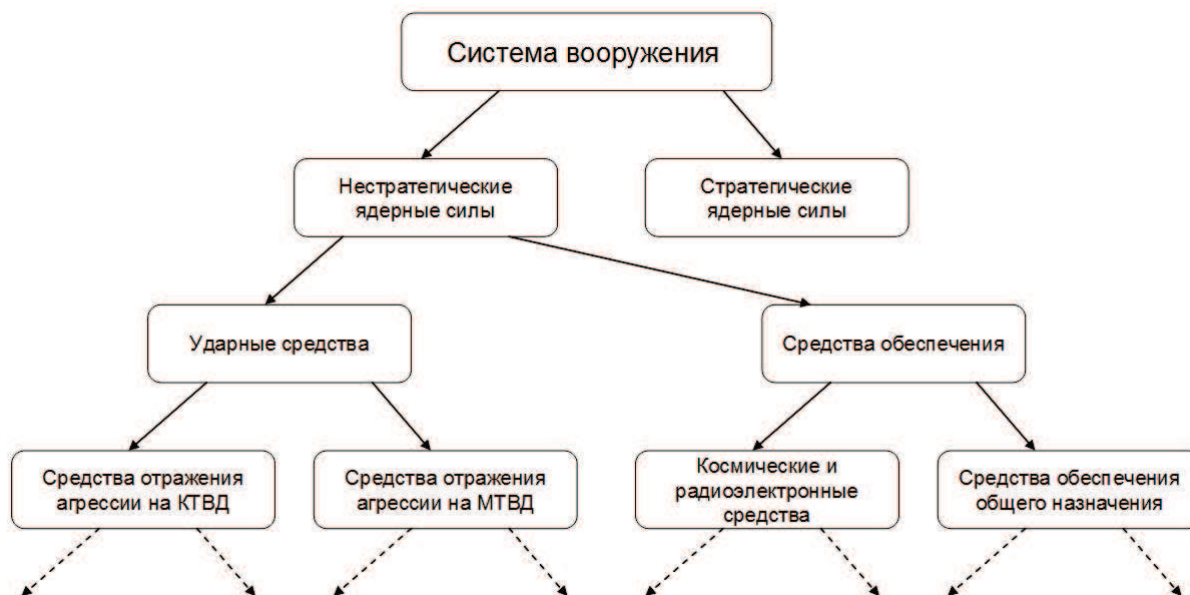 Система вооружения
Нестратегические
ядерные силы
Стратегические
ядерные силы
Ударные средства
Средства обеспечения
Средства отражения
агрессии на КТВД
Средства отражения
агрессии на МТВД
Космические и
радиоэлектронные
средства
Средства обеспечения
общего назначения